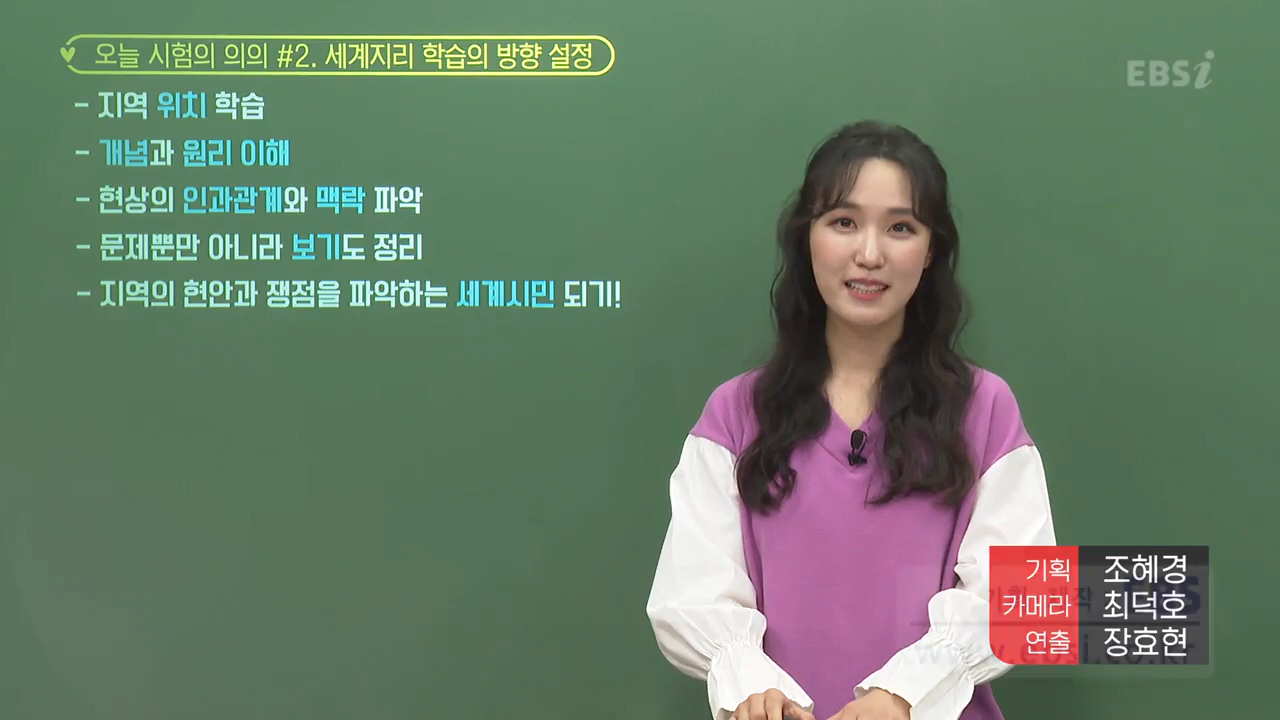 오늘 시험의 의의 #2. 세계지리 학습의 방향 설정
EBSi
- 지역 위치 학습
- 개념과 원리 이해
- 현상의 인과관계와 맥락 파악
- 문제뿐만 아니라 보기도 정리
- 지역의 현안과 쟁점을 파악하는 세계시민 되기!
기획 조혜경
카메라 최덕호
연출 장효현